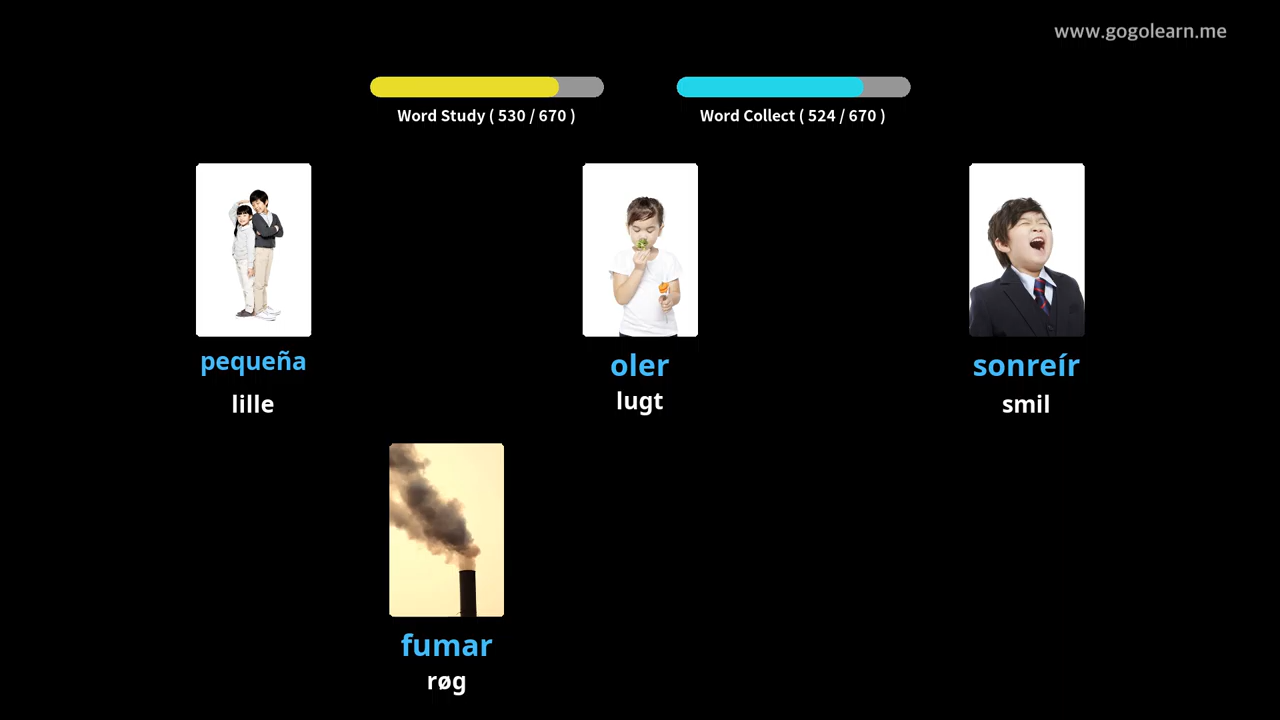 www.gogolearn.me
Word Study ( 530 / 670 )
Word Collect ( 524 / 670 )
pequeña
lille
oler
lugt
sonreír
smil
fumar
røg